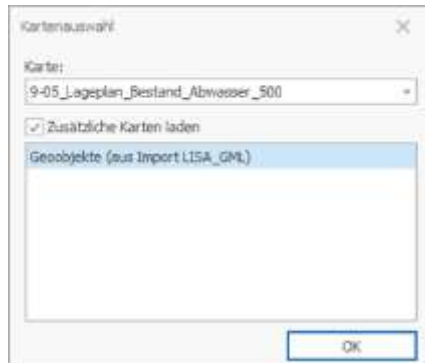 Kartenauswahl
Karte:
9-05_Lageplan_Bestand_Abwasser_500
Zusätzliche Karten laden
Geoobjekte (aus Import LISA_GML)
OK